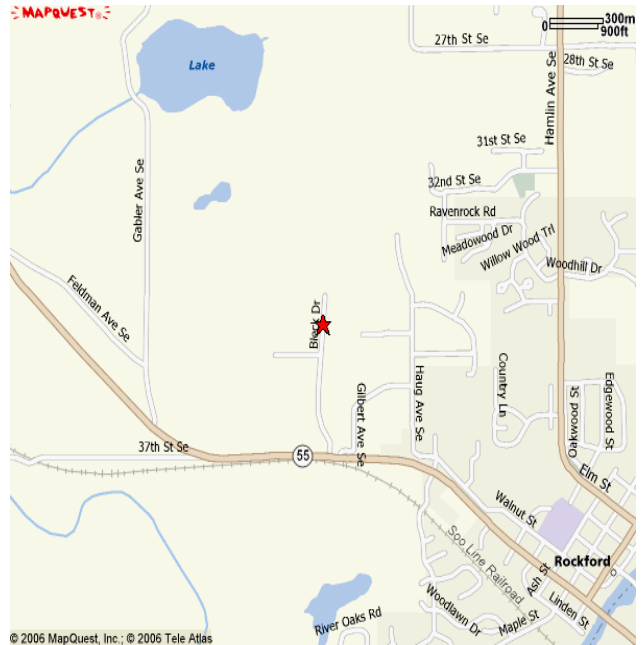 MAPQUEST.
300m
0
900ft
27th St Se
28th St Se
Hamlin Ave Se
Lake
31st St Se
32nd St Se
Ravenrock Rd
Meadowood Dr
Willow Wood Trl
Woodhill Dr
Gabler Ave Se
Feldman Ave Se
Block Dr
Haug Ave Se
Gilbert Ave Se
Country Ln
Oakwood St
Edgewood St
37th St Se
55
Elm St
Walnut St
Soo Line Railroad
Rockford
Ash St
Linden St
Woodlawn Dr
Maple St
River Oaks Rd
© 2006 MapQuest, Inc.; © 2006 Tele Atlas